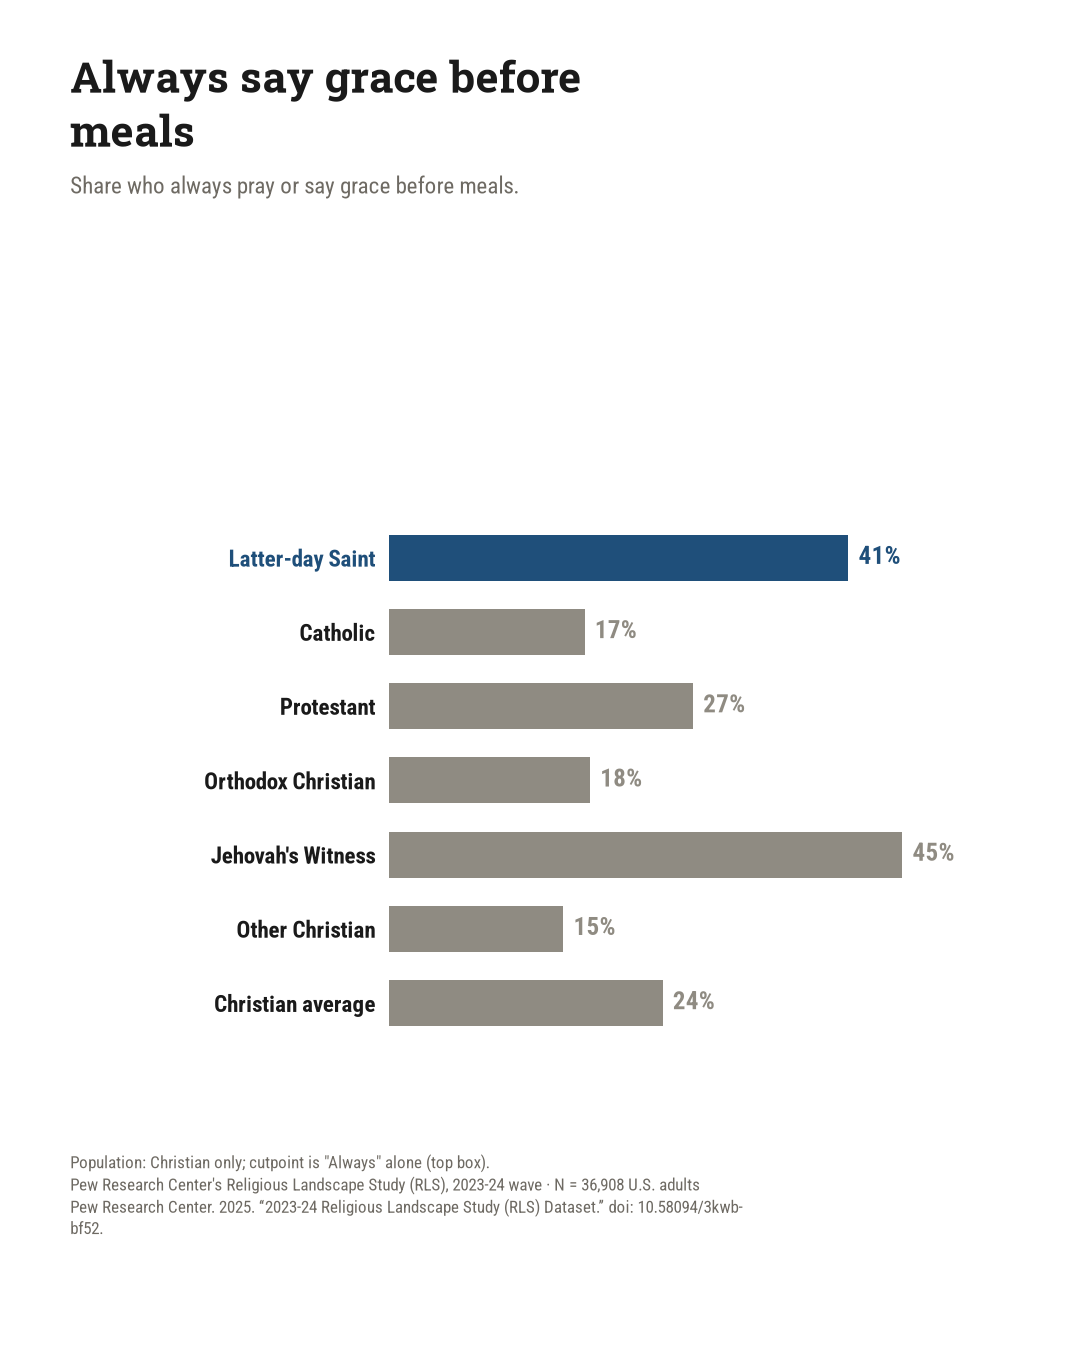 Always say grace before
meals
Share who always pray or say grace before meals.
Latter-day Saint 41%
Catholic 17%
Protestant 27%
Orthodox Christian 18%
Jehovah's Witness 45%
Other Christian 15%
Christian average 24%
Population: Christian only; cutpoint is "Always" alone (top box).
Pew Research Center's Religious Landscape Study (RLS), 2023-24 wave · N = 36,908 U.S. adults
Pew Research Center. 2025. “2023-24 Religious Landscape Study (RLS) Dataset.” doi: 10.58094/3kwb-
bf52.